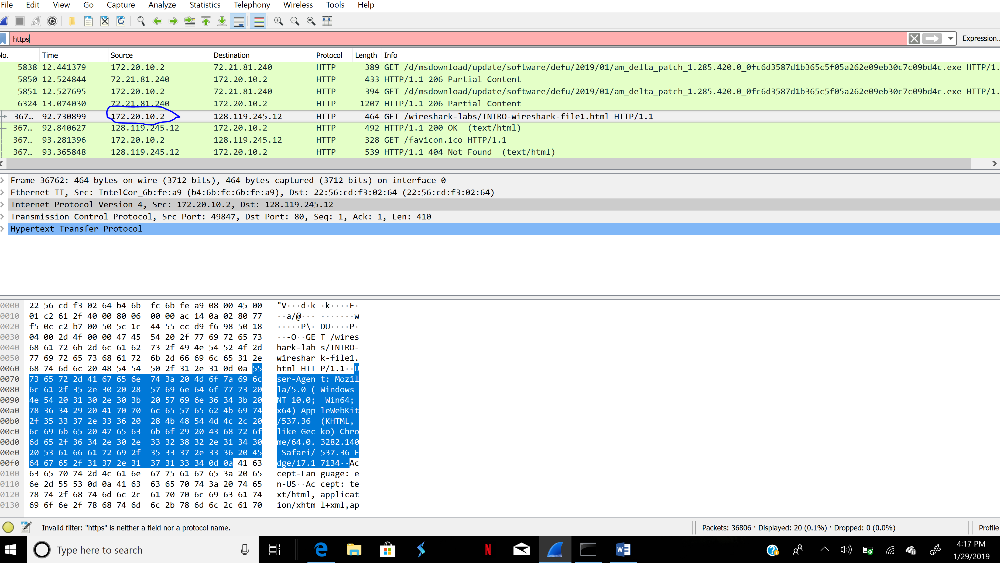 File Edit View Go Capture Analyze Statistics Telephony Wireless Tools Help
https
Expression...
No. Time Source Destination Protocol Length Info
5838 12.441379 172.20.10.2 72.21.81.240 HTTP 389 GET /d/msdownload/update/software/defu/2019/01/am_delta_patch_1.285.420.0_0fc6d3587d1b365c5f05a262e09eb30c7c09bd4c.exe HTTP/1.
5850 12.524844 72.21.81.240 172.20.10.2 HTTP 433 HTTP/1.1 206 Partial Content
5851 12.527695 172.20.10.2 72.21.81.240 HTTP 394 GET /d/msdownload/update/software/defu/2019/01/am_delta_patch_1.285.420.0_0fc6d3587d1b365c5f05a262e09eb30c7c09bd4c.exe HTTP/1.
6324 13.074030 72.21.81.240 172.20.10.2 HTTP 1207 HTTP/1.1 206 Partial Content
367… 92.730899 172.20.10.2 128.119.245.12 HTTP 464 GET /wireshark-labs/INTRO-wireshark-file1.html HTTP/1.1
367… 92.840627 128.119.245.12 172.20.10.2 HTTP 492 HTTP/1.1 200 OK (text/html)
367… 93.281396 172.20.10.2 128.119.245.12 HTTP 328 GET /favicon.ico HTTP/1.1
367… 93.365848 128.119.245.12 172.20.10.2 HTTP 539 HTTP/1.1 404 Not Found (text/html)
Frame 36762: 464 bytes on wire (3712 bits), 464 bytes captured (3712 bits) on interface 0
Ethernet II, Src: IntelCor_6b:fe:a9 (b4:6b:fc:6b:fe:a9), Dst: 22:56:cd:f3:02:64 (22:56:cd:f3:02:64)
Internet Protocol Version 4, Src: 172.20.10.2, Dst: 128.119.245.12
Transmission Control Protocol, Src Port: 49847, Dst Port: 80, Seq: 1, Ack: 1, Len: 410
Hypertext Transfer Protocol
0000 22 56 cd f3 02 64 b4 6b fc 6b fe a9 08 00 45 00 "V···d·k ·k····E·
0010 01 c2 61 2f 40 00 80 06 00 00 ac 14 0a 02 80 77 ··a/@··· ·······w
0020 f5 0c c2 b7 00 50 5c 1c 44 55 cc d9 f6 98 50 18 ·····P\· DU····P·
0030 04 00 2d 4f 00 00 47 45 54 20 2f 77 69 72 65 73 ··-O··GE T /wires
0040 68 61 72 6b 2d 6c 61 62 73 2f 49 4e 54 52 4f 2d hark-lab s/INTRO-
0050 77 69 72 65 73 68 61 72 6b 2d 66 69 6c 65 31 2e wireshar k-file1.
0060 68 74 6d 6c 20 48 54 54 50 2f 31 2e 31 0d 0a 55 html HTT P/1.1··U
0070 73 65 72 2d 41 67 65 6e 74 3a 20 4d 6f 7a 69 6c ser-Agen t: Mozil
0080 6c 61 2f 35 2e 30 20 28 57 69 6e 64 6f 77 73 20 la/5.0 ( Windows
0090 4e 54 20 31 30 2e 30 3b 20 57 69 6e 36 34 3b 20 NT 10.0; Win64;
00a0 78 36 34 29 20 41 70 70 6c 65 57 65 62 4b 69 74 x64) App leWebKit
00b0 2f 35 33 37 2e 33 36 20 28 4b 48 54 4d 4c 2c 20 /537.36 (KHTML,
00c0 6c 69 6b 65 20 47 65 63 6b 6f 29 20 43 68 72 6f like Gec ko) Chro
00d0 6d 65 2f 36 34 2e 30 2e 33 32 38 32 2e 31 34 30 me/64.0. 3282.140
00e0 20 53 61 66 61 72 69 2f 35 33 37 2e 33 36 20 45 Safari/ 537.36 E
00f0 64 67 65 2f 31 37 2e 31 37 31 33 34 0d 0a 41 63 dge/17.1 7134··Ac
0100 63 65 70 74 2d 4c 61 6e 67 75 61 67 65 3a 20 65 cept-Lan guage: e
0110 6e 2d 55 53 0d 0a 41 63 63 65 70 74 3a 20 74 65 n-US··Ac cept: te
0120 78 74 2f 68 74 6d 6c 2c 61 70 70 6c 69 63 61 74 xt/html, applicat
0130 69 6f 6e 2f 78 68 74 6d 6c 2b 78 6d 6c 2c 61 70 ion/xhtm l+xml,ap
Invalid filter: "https" is neither a field nor a protocol name. Packets: 36806 · Displayed: 20 (0.1%) · Dropped: 0 (0.0%) Profile:
Type here to search
4:17 PM
1/29/2019